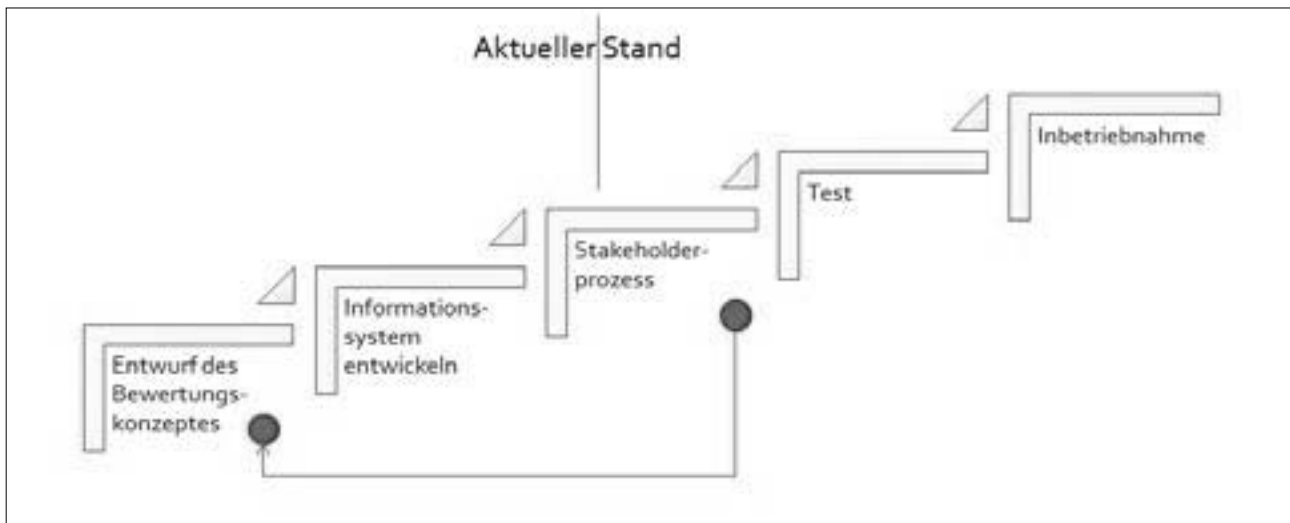 Aktueller Stand
Entwurf des
Bewertungs-
konzeptes
Informations-
system
entwickeln
Stakeholder-
prozess
Test
Inbetriebnahme